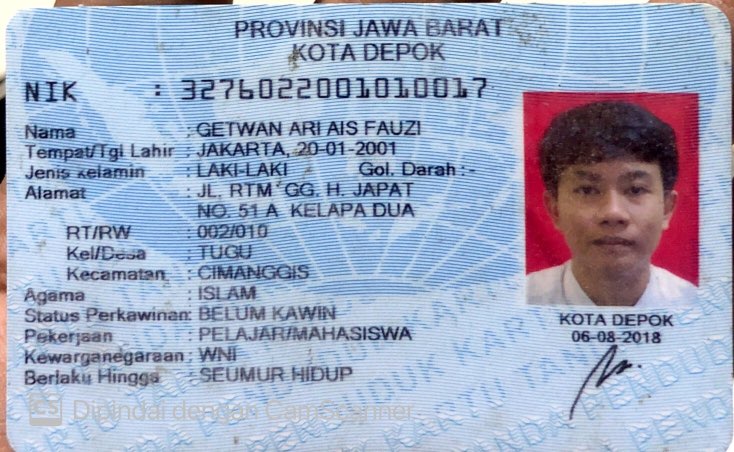 PROVINSI JAWA BARAT
KOTA DEPOK
NIK : 3276022001010017
Nama : GETWAN ARI AIS FAUZI
Tempat/Tgl Lahir : JAKARTA, 20-01-2001
Jenis Kelamin : LAKI-LAKI Gol. Darah : -
Alamat : JL. RTM GG. H. JAPAT
NO. 51 A KELAPA DUA
RT/RW : 002/010
Kel/Desa : TUGU
Kecamatan : CIMANGGIS
Agama : ISLAM
Status Perkawinan: BELUM KAWIN
Pekerjaan : PELAJAR/MAHASISWA
Kewarganegaraan : WNI
Berlaku Hingga : SEUMUR HIDUP
KOTA DEPOK
06-08-2018
CS Dipindai dengan CamScanner